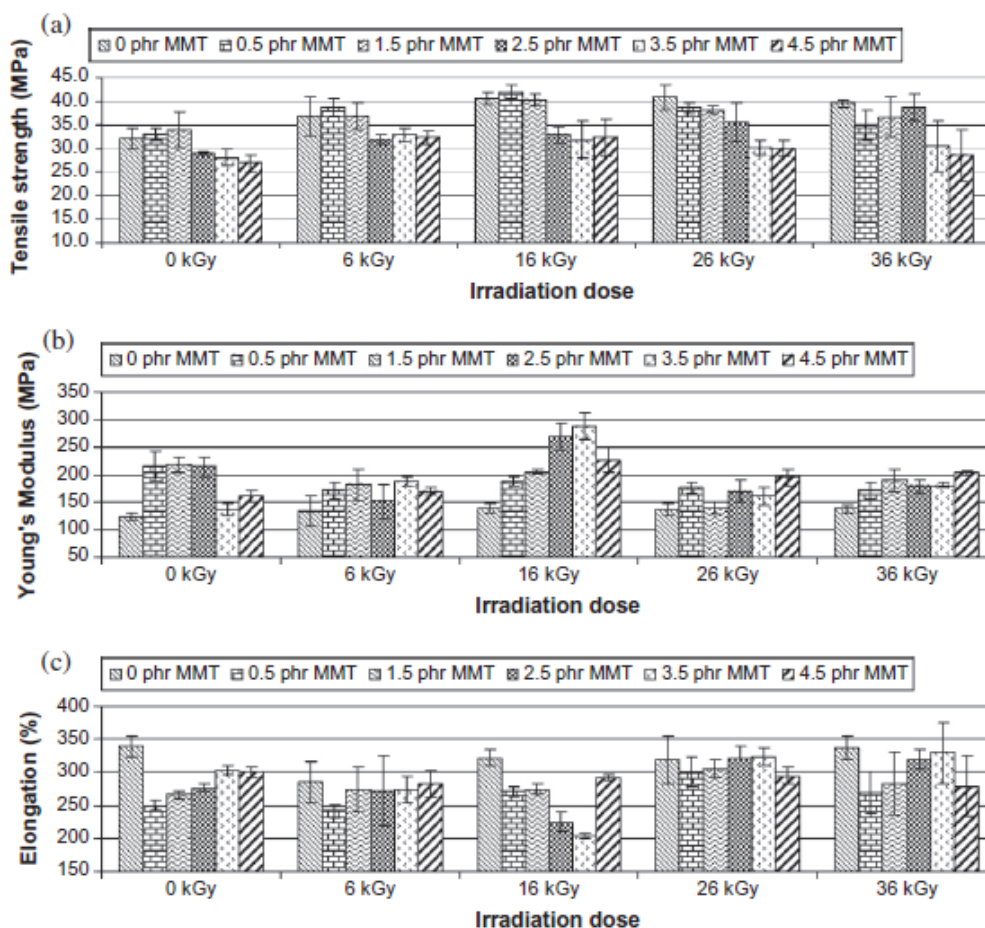 (a)
0 phr MMT 0.5 phr MMT 1.5 phr MMT 2.5 phr MMT 3.5 phr MMT 4.5 phr MMT
Tensile strength (MPa)
45.0
40.0
35.0
30.0
25.0
20.0
15.0
10.0
0 kGy 6 kGy 16 kGy 26 kGy 36 kGy
Irradiation dose
(b)
0 phr MMT 0.5 phr MMT 1.5 phr MMT 2.5 phr MMT 3.5 phr MMT 4.5 phr MMT
Young's Modulus (MPa)
350
300
250
200
150
100
50
0 kGy 6 kGy 16 kGy 26 kGy 36 kGy
Irradiation dose
(c)
0 phr MMT 0.5 phr MMT 1.5 phr MMT 2.5 phr MMT 3.5 phr MMT 4.5 phr MMT
Elongation (%)
400
350
300
250
200
150
0 kGy 6 kGy 16 kGy 26 kGy 36 kGy
Irradiation dose